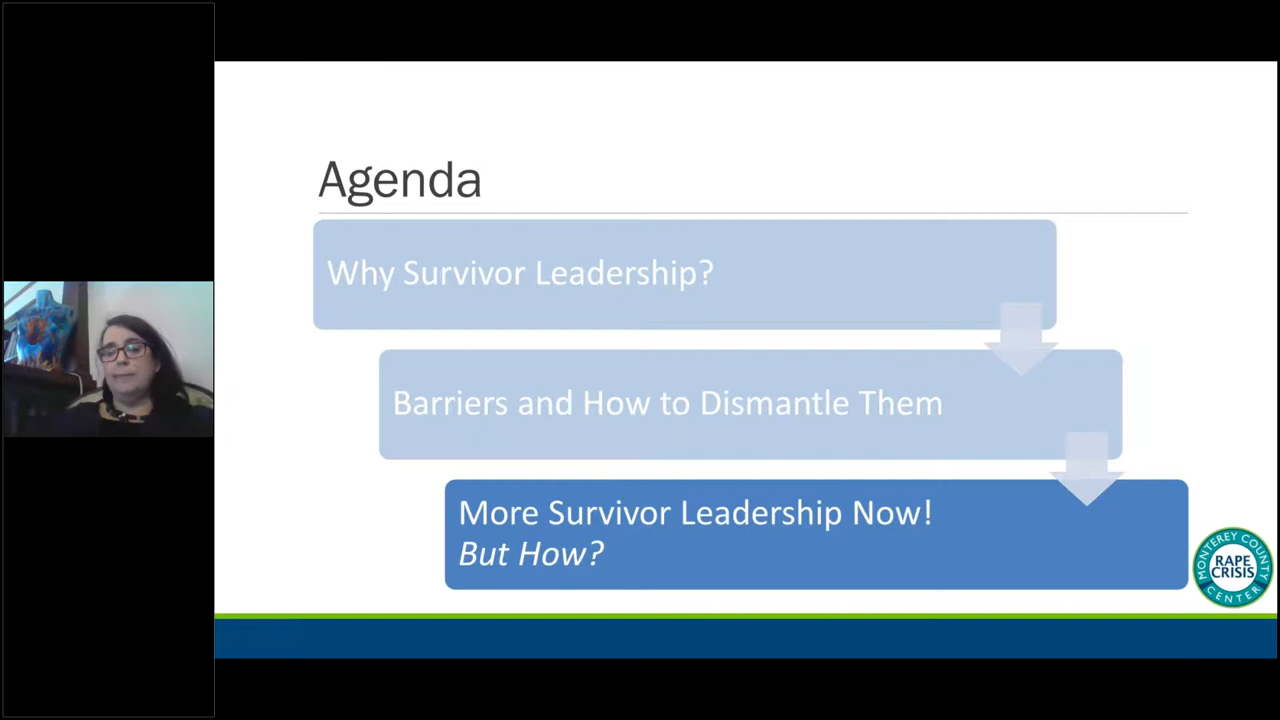 Agenda
Why Survivor Leadership?
Barriers and How to Dismantle Them
More Survivor Leadership Now!
But How?
MONTEREY COUNTY
RAPE
CRISIS
CENTER